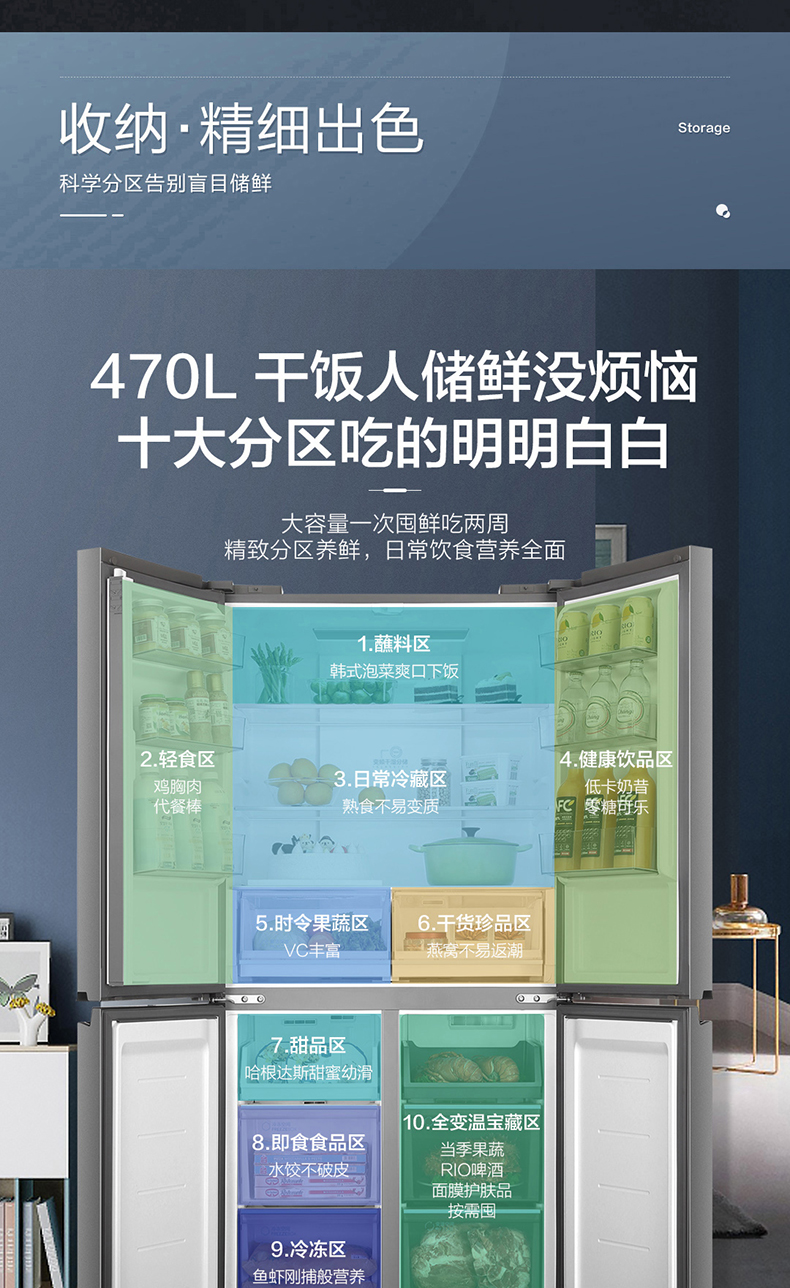 收纳·精细出色
Storage
科学分区告别盲目储鲜
470L 干饭人储鲜没烦恼
十大分区吃的明明白白
大容量一次囤鲜吃两周
精致分区养鲜，日常饮食营养全面
1.蘸料区
韩式泡菜爽口下饭
2.轻食区
鸡胸肉
代餐棒
3.日常冷藏区
熟食不易变质
4.健康饮品区
低卡奶昔
零糖可乐
5.时令果蔬区
VC丰富
6.干货珍品区
燕窝不易返潮
7.甜品区
哈根达斯甜蜜幼滑
8.即食食品区
水饺不破皮
9.冷冻区
鱼虾刚捕般营养
10.全变温宝藏区
当季果蔬
RIO啤酒
面膜护肤品
按需囤
RIO
RIO